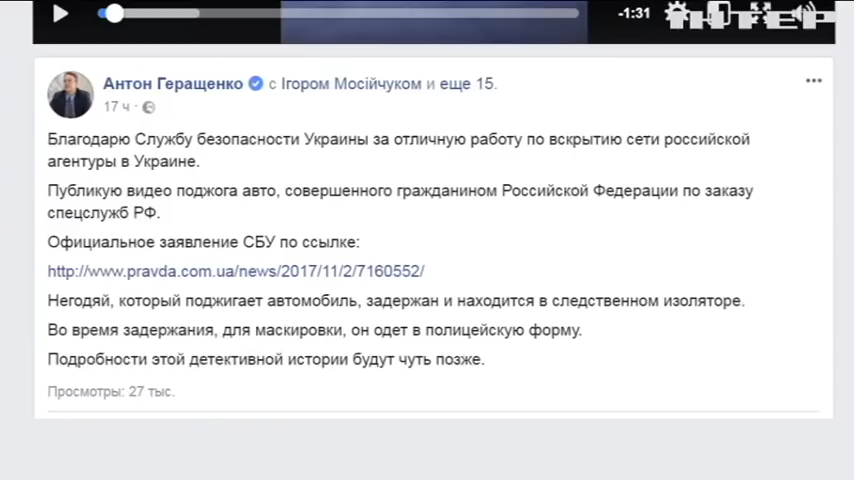 -1:31
ІНТЕР
Антон Геращенко с Ігором Мосійчуком и еще 15.
17 ч ·
Благодарю Службу безопасности Украины за отличную работу по вскрытию сети российской
агентуры в Украине.
Публикую видео поджога авто, совершенного гражданином Российской Федерации по заказу
спецслужб РФ.
Официальное заявление СБУ по ссылке:
http://www.pravda.com.ua/news/2017/11/2/7160552/
Негодяй, который поджигает автомобиль, задержан и находится в следственном изоляторе.
Во время задержания, для маскировки, он одет в полицейскую форму.
Подробности этой детективной истории будут чуть позже.
Просмотры: 27 тыс.